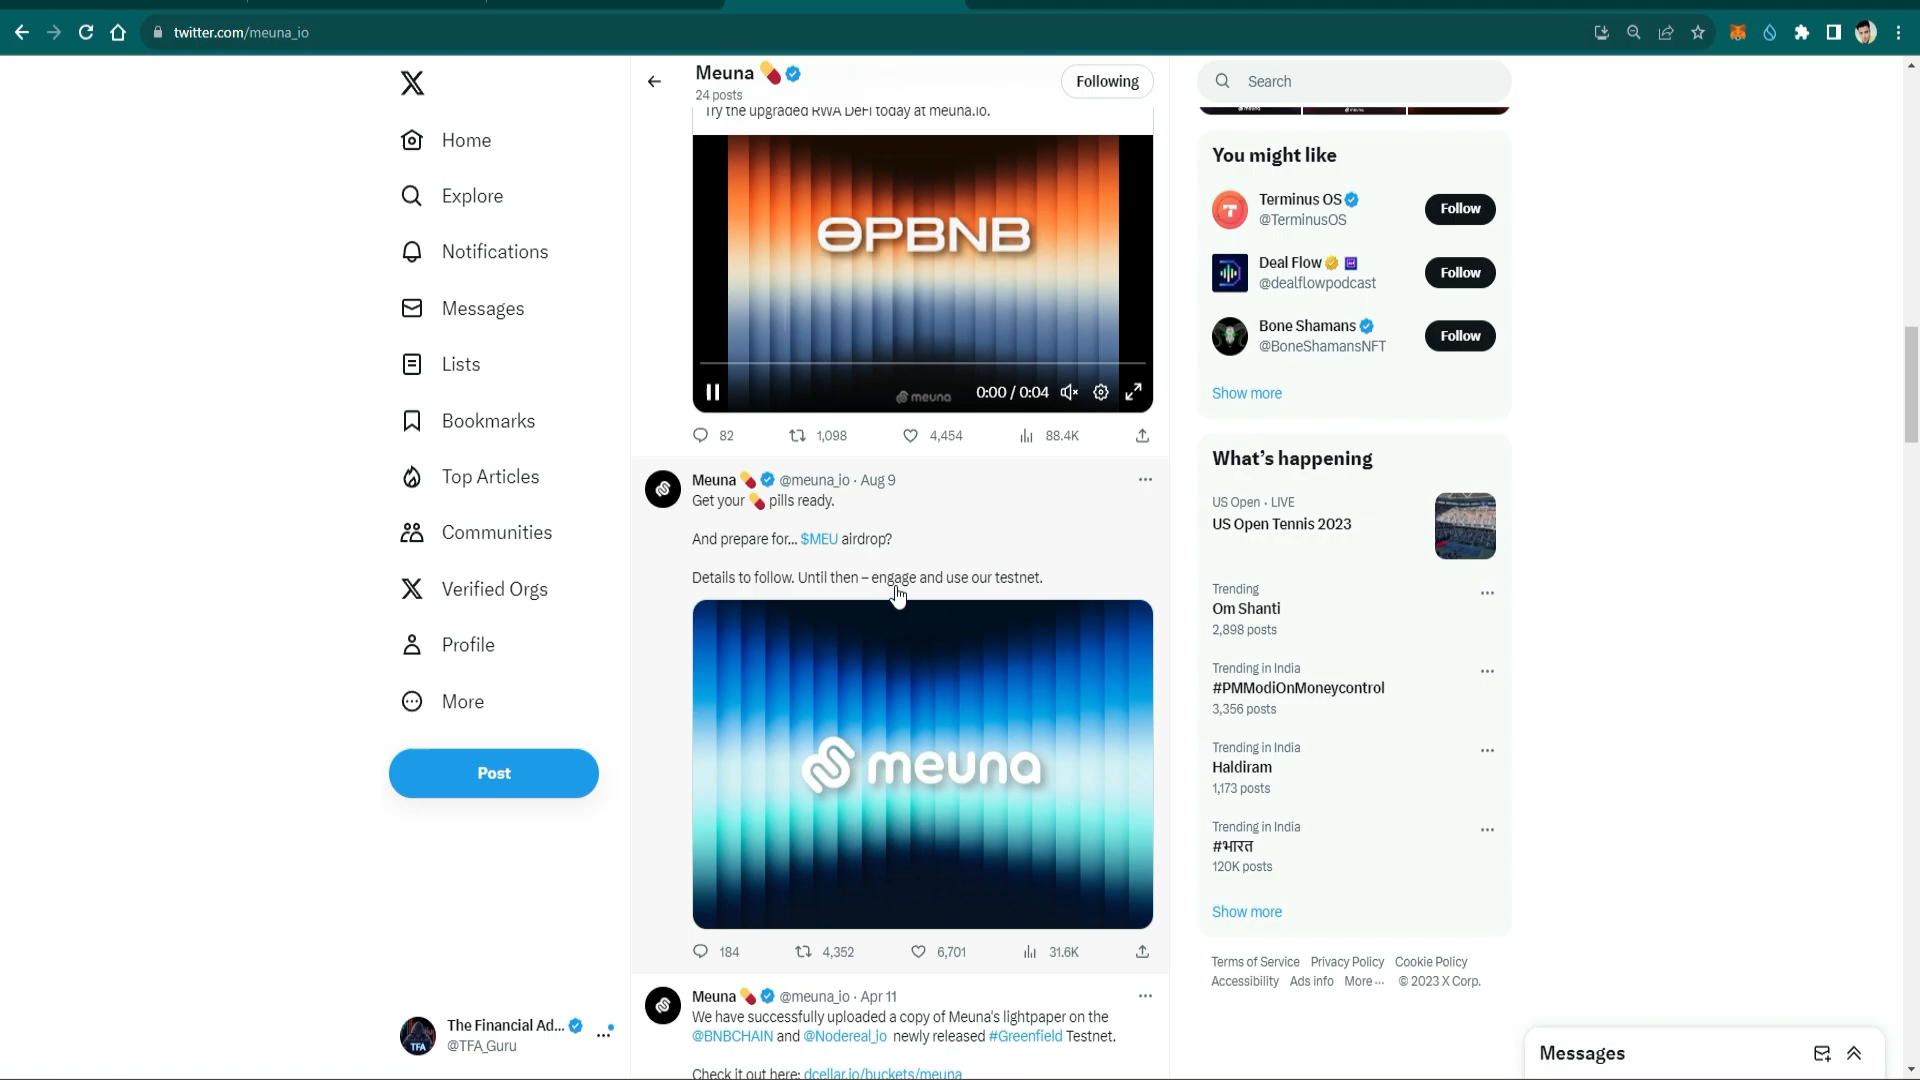 twitter.com/meuna_io
Home
Explore
Notifications
Messages
Lists
Bookmarks
Top Articles
Communities
Verified Orgs
Profile
More
Post
The Financial Ad...
@TFA_Guru
TFA
Meuna
24 posts
Following
Try the upgraded RWA DeFi today at meuna.io.
OPBNB
meuna
0:00 / 0:04
82 1,098 4,454 88.4K
Meuna @meuna_io · Aug 9
Get your 💊 pills ready.
And prepare for... $MEU airdrop?
Details to follow. Until then – engage and use our testnet.
meuna
184 4,352 6,701 31.6K
Meuna @meuna_io · Apr 11
We have successfully uploaded a copy of Meuna's lightpaper on the
@BNBCHAIN and @Nodereal_io newly released #Greenfield Testnet.
Check it out here: dcellar.io/buckets/meuna
Search
You might like
Terminus OS
@TerminusOS
Follow
Deal Flow
@dealflowpodcast
Follow
Bone Shamans
@BoneShamansNFT
Follow
Show more
What's happening
US Open · LIVE
US Open Tennis 2023
Trending
Om Shanti
2,898 posts
Trending in India
#PMModiOnMoneycontrol
3,356 posts
Trending in India
Haldiram
1,173 posts
Trending in India
#भारत
120K posts
Show more
Terms of Service Privacy Policy Cookie Policy
Accessibility Ads info More ··· © 2023 X Corp.
Messages